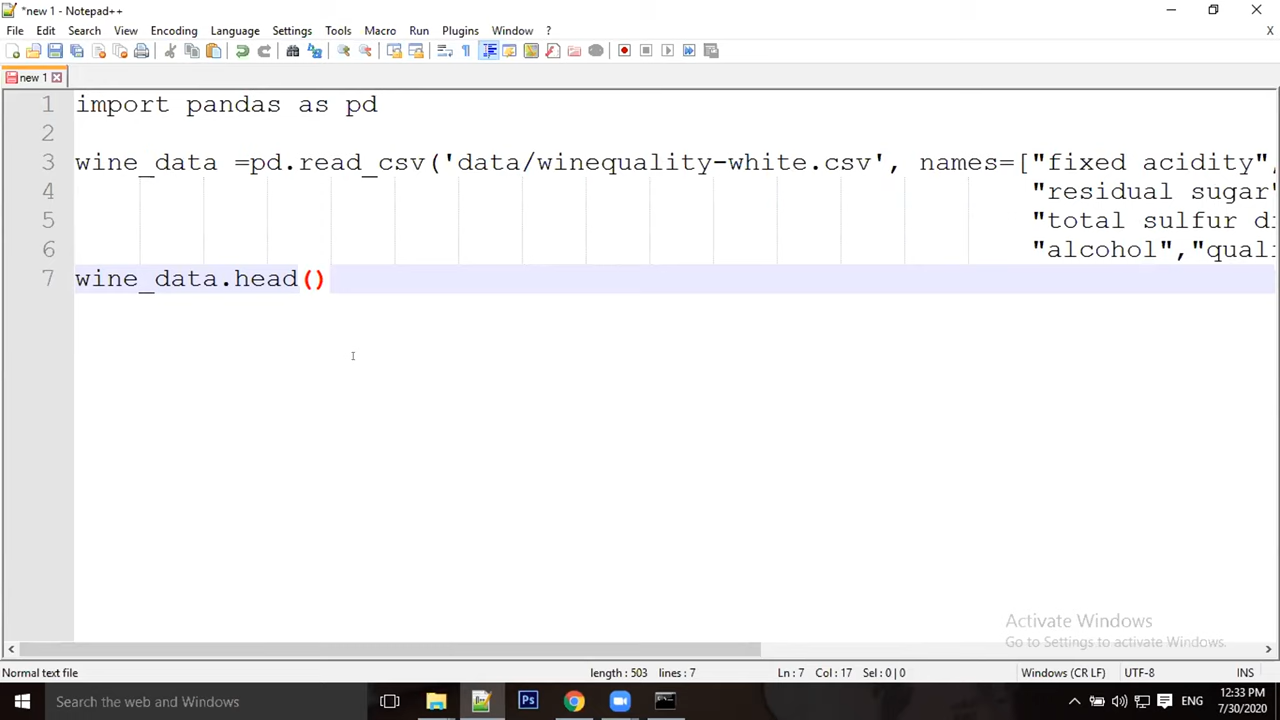 *new 1 - Notepad++
File Edit Search View Encoding Language Settings Tools Macro Run Plugins Window ? X
new 1
1 import pandas as pd
2
3 wine_data =pd.read_csv('data/winequality-white.csv', names=["fixed acidity",
4 "residual sugar"
5 "total sulfur di
6 "alcohol","quali
7 wine_data.head()
Activate Windows
Go to Settings to activate Windows.
Normal text file length : 503 lines : 7 Ln : 7 Col : 17 Sel : 0 | 0 Windows (CR LF) UTF-8 INS
Search the web and Windows Ps ENG 12:33 PM
7/30/2020